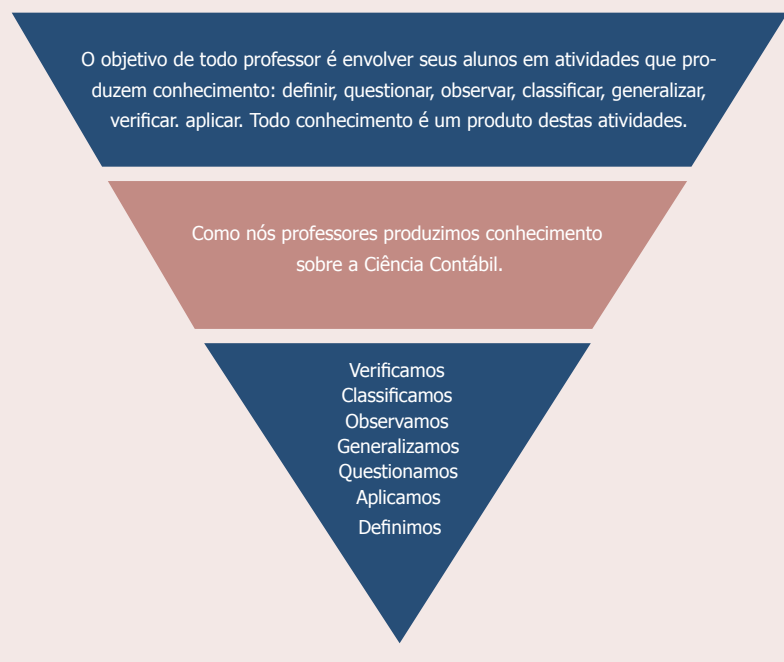 O objetivo de todo professor é envolver seus alunos em atividades que pro-
duzem conhecimento: definir, questionar, observar, classificar, generalizar,
verificar. aplicar. Todo conhecimento é um produto destas atividades.
Como nós professores produzimos conhecimento
sobre a Ciência Contábil.
Verificamos
Classificamos
Observamos
Generalizamos
Questionamos
Aplicamos
Definimos